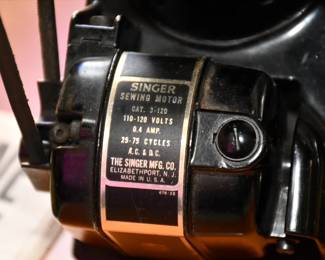 SINGER
SEWING MOTOR
CAT. 3-120
110-120 VOLTS
0.4 AMP.
25-75 CYCLES
A.C. & D.C.
THE SINGER MFG. CO.
ELIZABETHPORT, N. J.
MADE IN U.S.A.